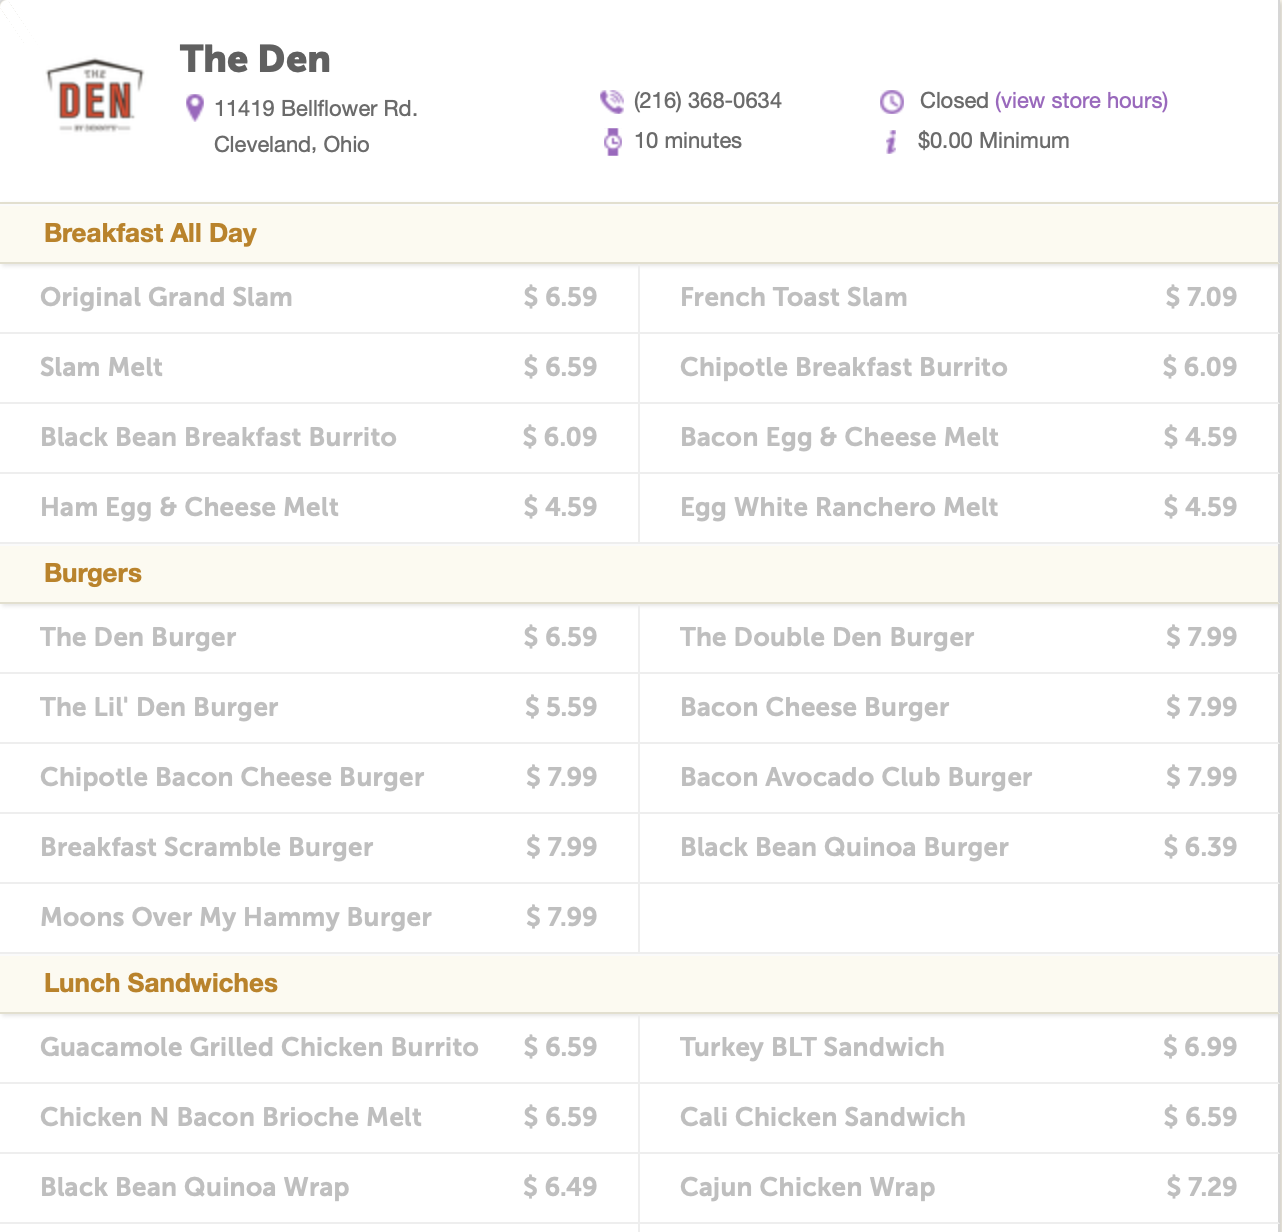 THE
DEN
BY DENNY'S
The Den
11419 Bellflower Rd.
Cleveland, Ohio
(216) 368-0634
10 minutes
Closed (view store hours)
$0.00 Minimum
Breakfast All Day
Original Grand Slam $ 6.59 French Toast Slam $ 7.09
Slam Melt $ 6.59 Chipotle Breakfast Burrito $ 6.09
Black Bean Breakfast Burrito $ 6.09 Bacon Egg & Cheese Melt $ 4.59
Ham Egg & Cheese Melt $ 4.59 Egg White Ranchero Melt $ 4.59
Burgers
The Den Burger $ 6.59 The Double Den Burger $ 7.99
The Lil' Den Burger $ 5.59 Bacon Cheese Burger $ 7.99
Chipotle Bacon Cheese Burger $ 7.99 Bacon Avocado Club Burger $ 7.99
Breakfast Scramble Burger $ 7.99 Black Bean Quinoa Burger $ 6.39
Moons Over My Hammy Burger $ 7.99
Lunch Sandwiches
Guacamole Grilled Chicken Burrito $ 6.59 Turkey BLT Sandwich $ 6.99
Chicken N Bacon Brioche Melt $ 6.59 Cali Chicken Sandwich $ 6.59
Black Bean Quinoa Wrap $ 6.49 Cajun Chicken Wrap $ 7.29